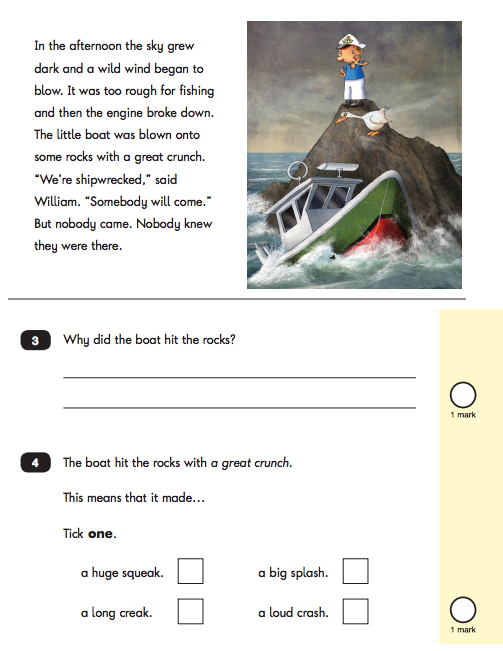 In the afternoon the sky grew
dark and a wild wind began to
blow. It was too rough for fishing
and then the engine broke down.
The little boat was blown onto
some rocks with a great crunch.
“We’re shipwrecked,” said
William. “Somebody will come.”
But nobody came. Nobody knew
they were there.
3 Why did the boat hit the rocks?
1 mark
4 The boat hit the rocks with a great crunch.
This means that it made…
Tick one.
a huge squeak. a big splash.
a long creak. a loud crash.
1 mark